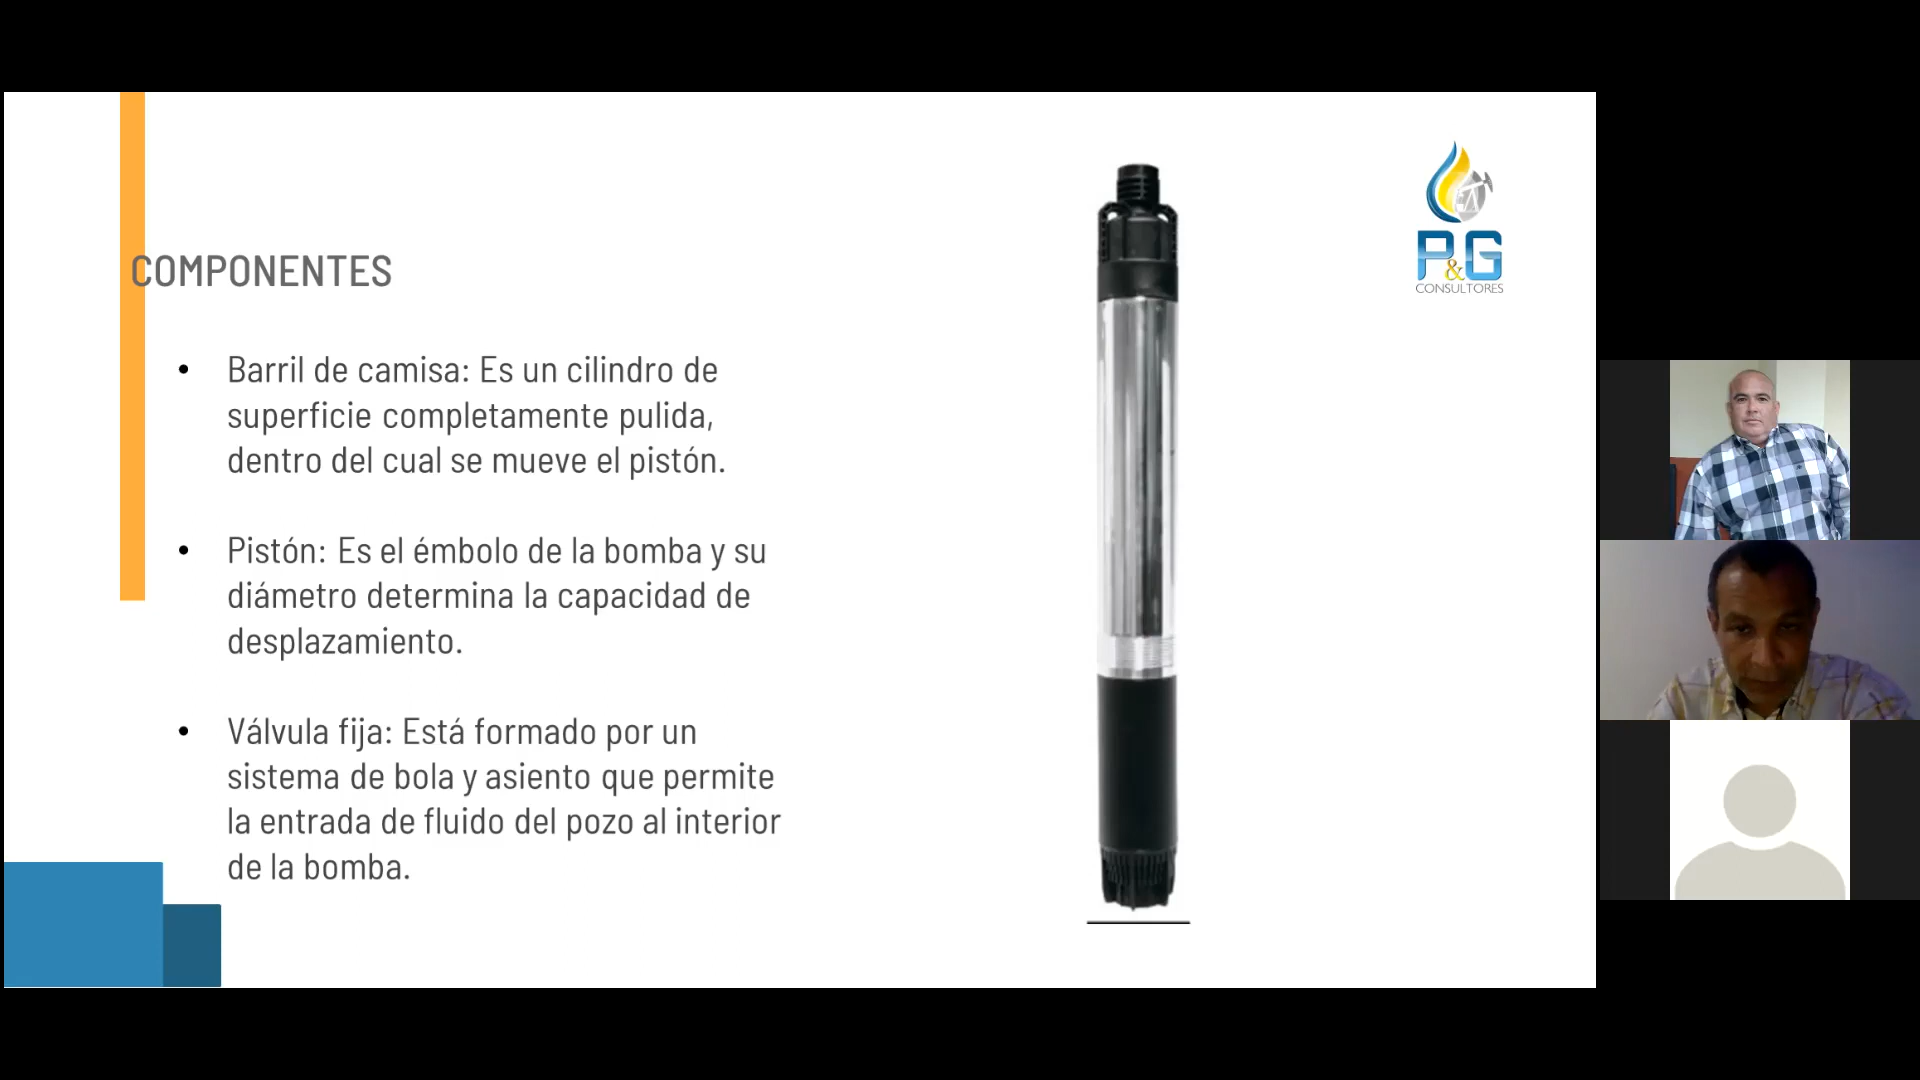 COMPONENTES
• Barril de camisa: Es un cilindro de
superficie completamente pulida,
dentro del cual se mueve el pistón.
• Pistón: Es el émbolo de la bomba y su
diámetro determina la capacidad de
desplazamiento.
• Válvula fija: Está formado por un
sistema de bola y asiento que permite
la entrada de fluido del pozo al interior
de la bomba.
P&G
CONSULTORES